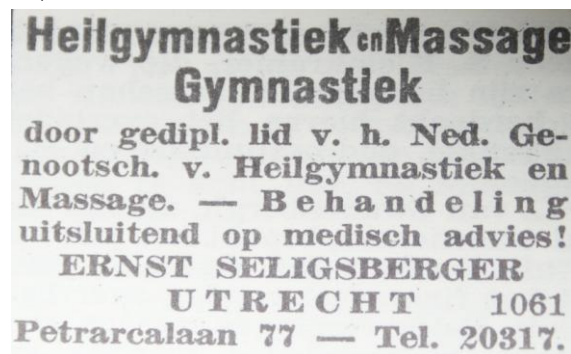 Heilgymnastiek en Massage
Gymnastiek
door gedipl. lid v. h. Ned. Ge-
nootsch. v. Heilgymnastiek en
Massage. — Behandeling
uitsluitend op medisch advies!
ERNST SELIGSBERGER
UTRECHT 1061
Petrarcalaan 77 — Tel. 20317.